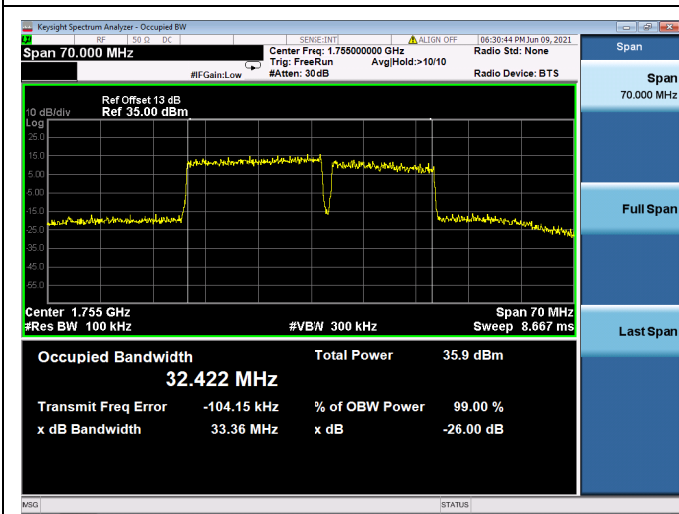 Keysight Spectrum Analyzer - Occupied BW
RF 50 Ω DC SENSE:INT ALIGN OFF 06:30:44 PM Jun 09, 2021
Span 70.000 MHz
Center Freq: 1.755000000 GHz
Radio Std: None
Trig: FreeRun Avg|Hold:>10/10
#IFGain:Low
#Atten: 30 dB
Radio Device: BTS
Ref Offset 13 dB
10 dB/div Ref 35.00 dBm
Log
25.0
15.0
5.00
-5.00
-15.0
-25.0
-35.0
-45.0
-55.0
Center 1.755 GHz
Span 70 MHz
#Res BW 100 kHz
#VBW 300 kHz
Sweep 8.667 ms
Occupied Bandwidth
Total Power 35.9 dBm
32.422 MHz
Transmit Freq Error -104.15 kHz
% of OBW Power 99.00 %
x dB Bandwidth 33.36 MHz
x dB -26.00 dB
MSG
STATUS
Span
Span
70.000 MHz
Full Span
Last Span